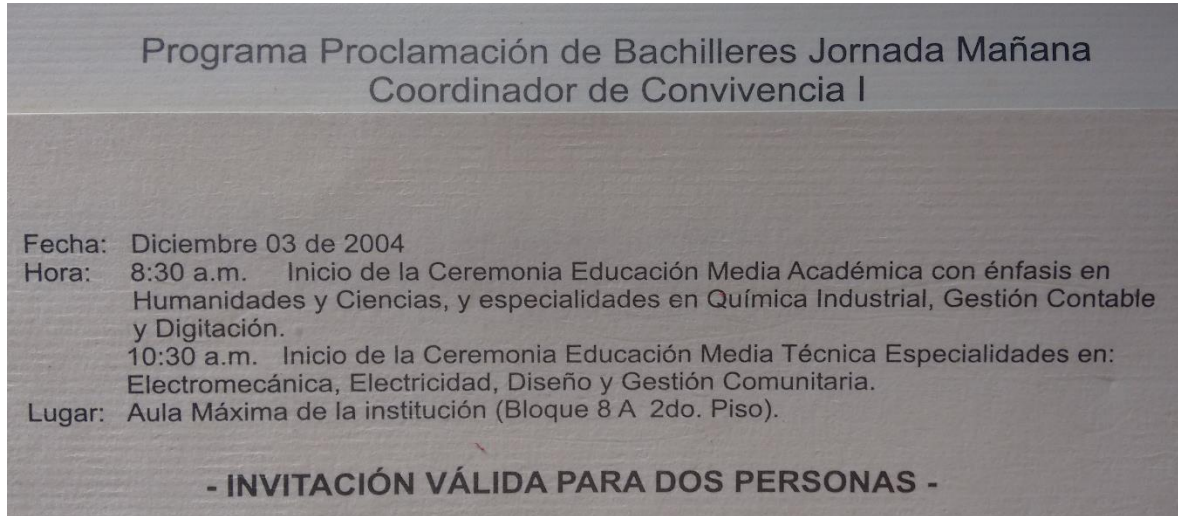 Programa Proclamación de Bachilleres Jornada Mañana
Coordinador de Convivencia I
Fecha: Diciembre 03 de 2004
Hora: 8:30 a.m. Inicio de la Ceremonia Educación Media Académica con énfasis en
Humanidades y Ciencias, y especialidades en Química Industrial, Gestión Contable
y Digitación.
10:30 a.m. Inicio de la Ceremonia Educación Media Técnica Especialidades en:
Electromecánica, Electricidad, Diseño y Gestión Comunitaria.
Lugar: Aula Máxima de la institución (Bloque 8 A 2do. Piso).
- INVITACIÓN VÁLIDA PARA DOS PERSONAS -